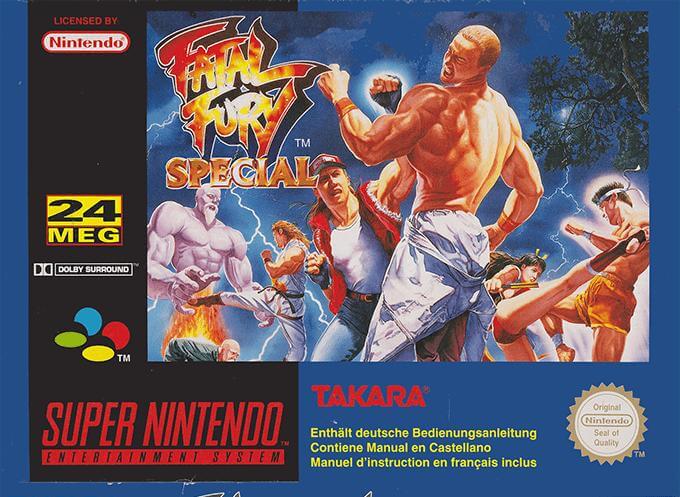 LICENSED BY
Nintendo
FATAL
FURY
TM
SPECIAL
24
MEG
DOLBY SURROUND
TM
SUPER NINTENDO
TM
ENTERTAINMENT SYSTEM
TAKARA®
Enthält deutsche Bedienungsanleitung
Contiene Manual en Castellano
Manuel d'instruction en français inclus
Original
Nintendo
Seal of
Quality
TM